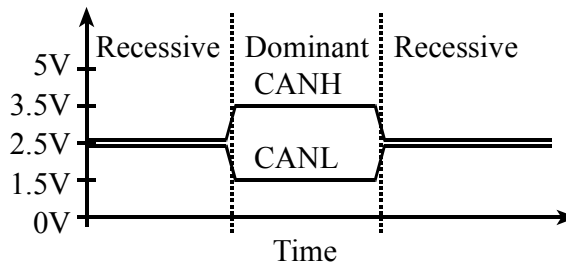 Recessive Dominant Recessive
5V
CANH
3.5V
2.5V
CANL
1.5V
0V
Time